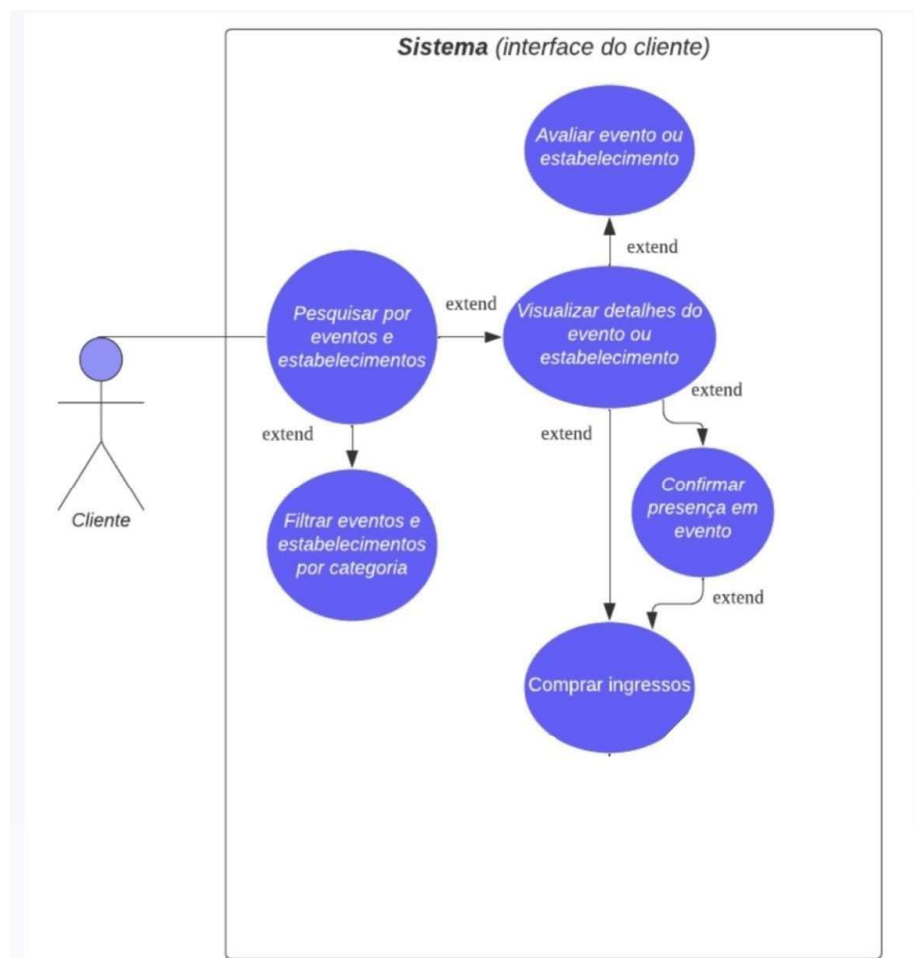 Sistema (interface do cliente)
Avaliar evento ou
estabelecimento
extend
Pesquisar por
eventos e
estabelecimentos
extend
Visualizar detalhes do
evento ou
estabelecimento
extend
extend
extend
Filtrar eventos e
estabelecimentos
por categoria
Confirmar
presença em
evento
Cliente
extend
Comprar ingressos